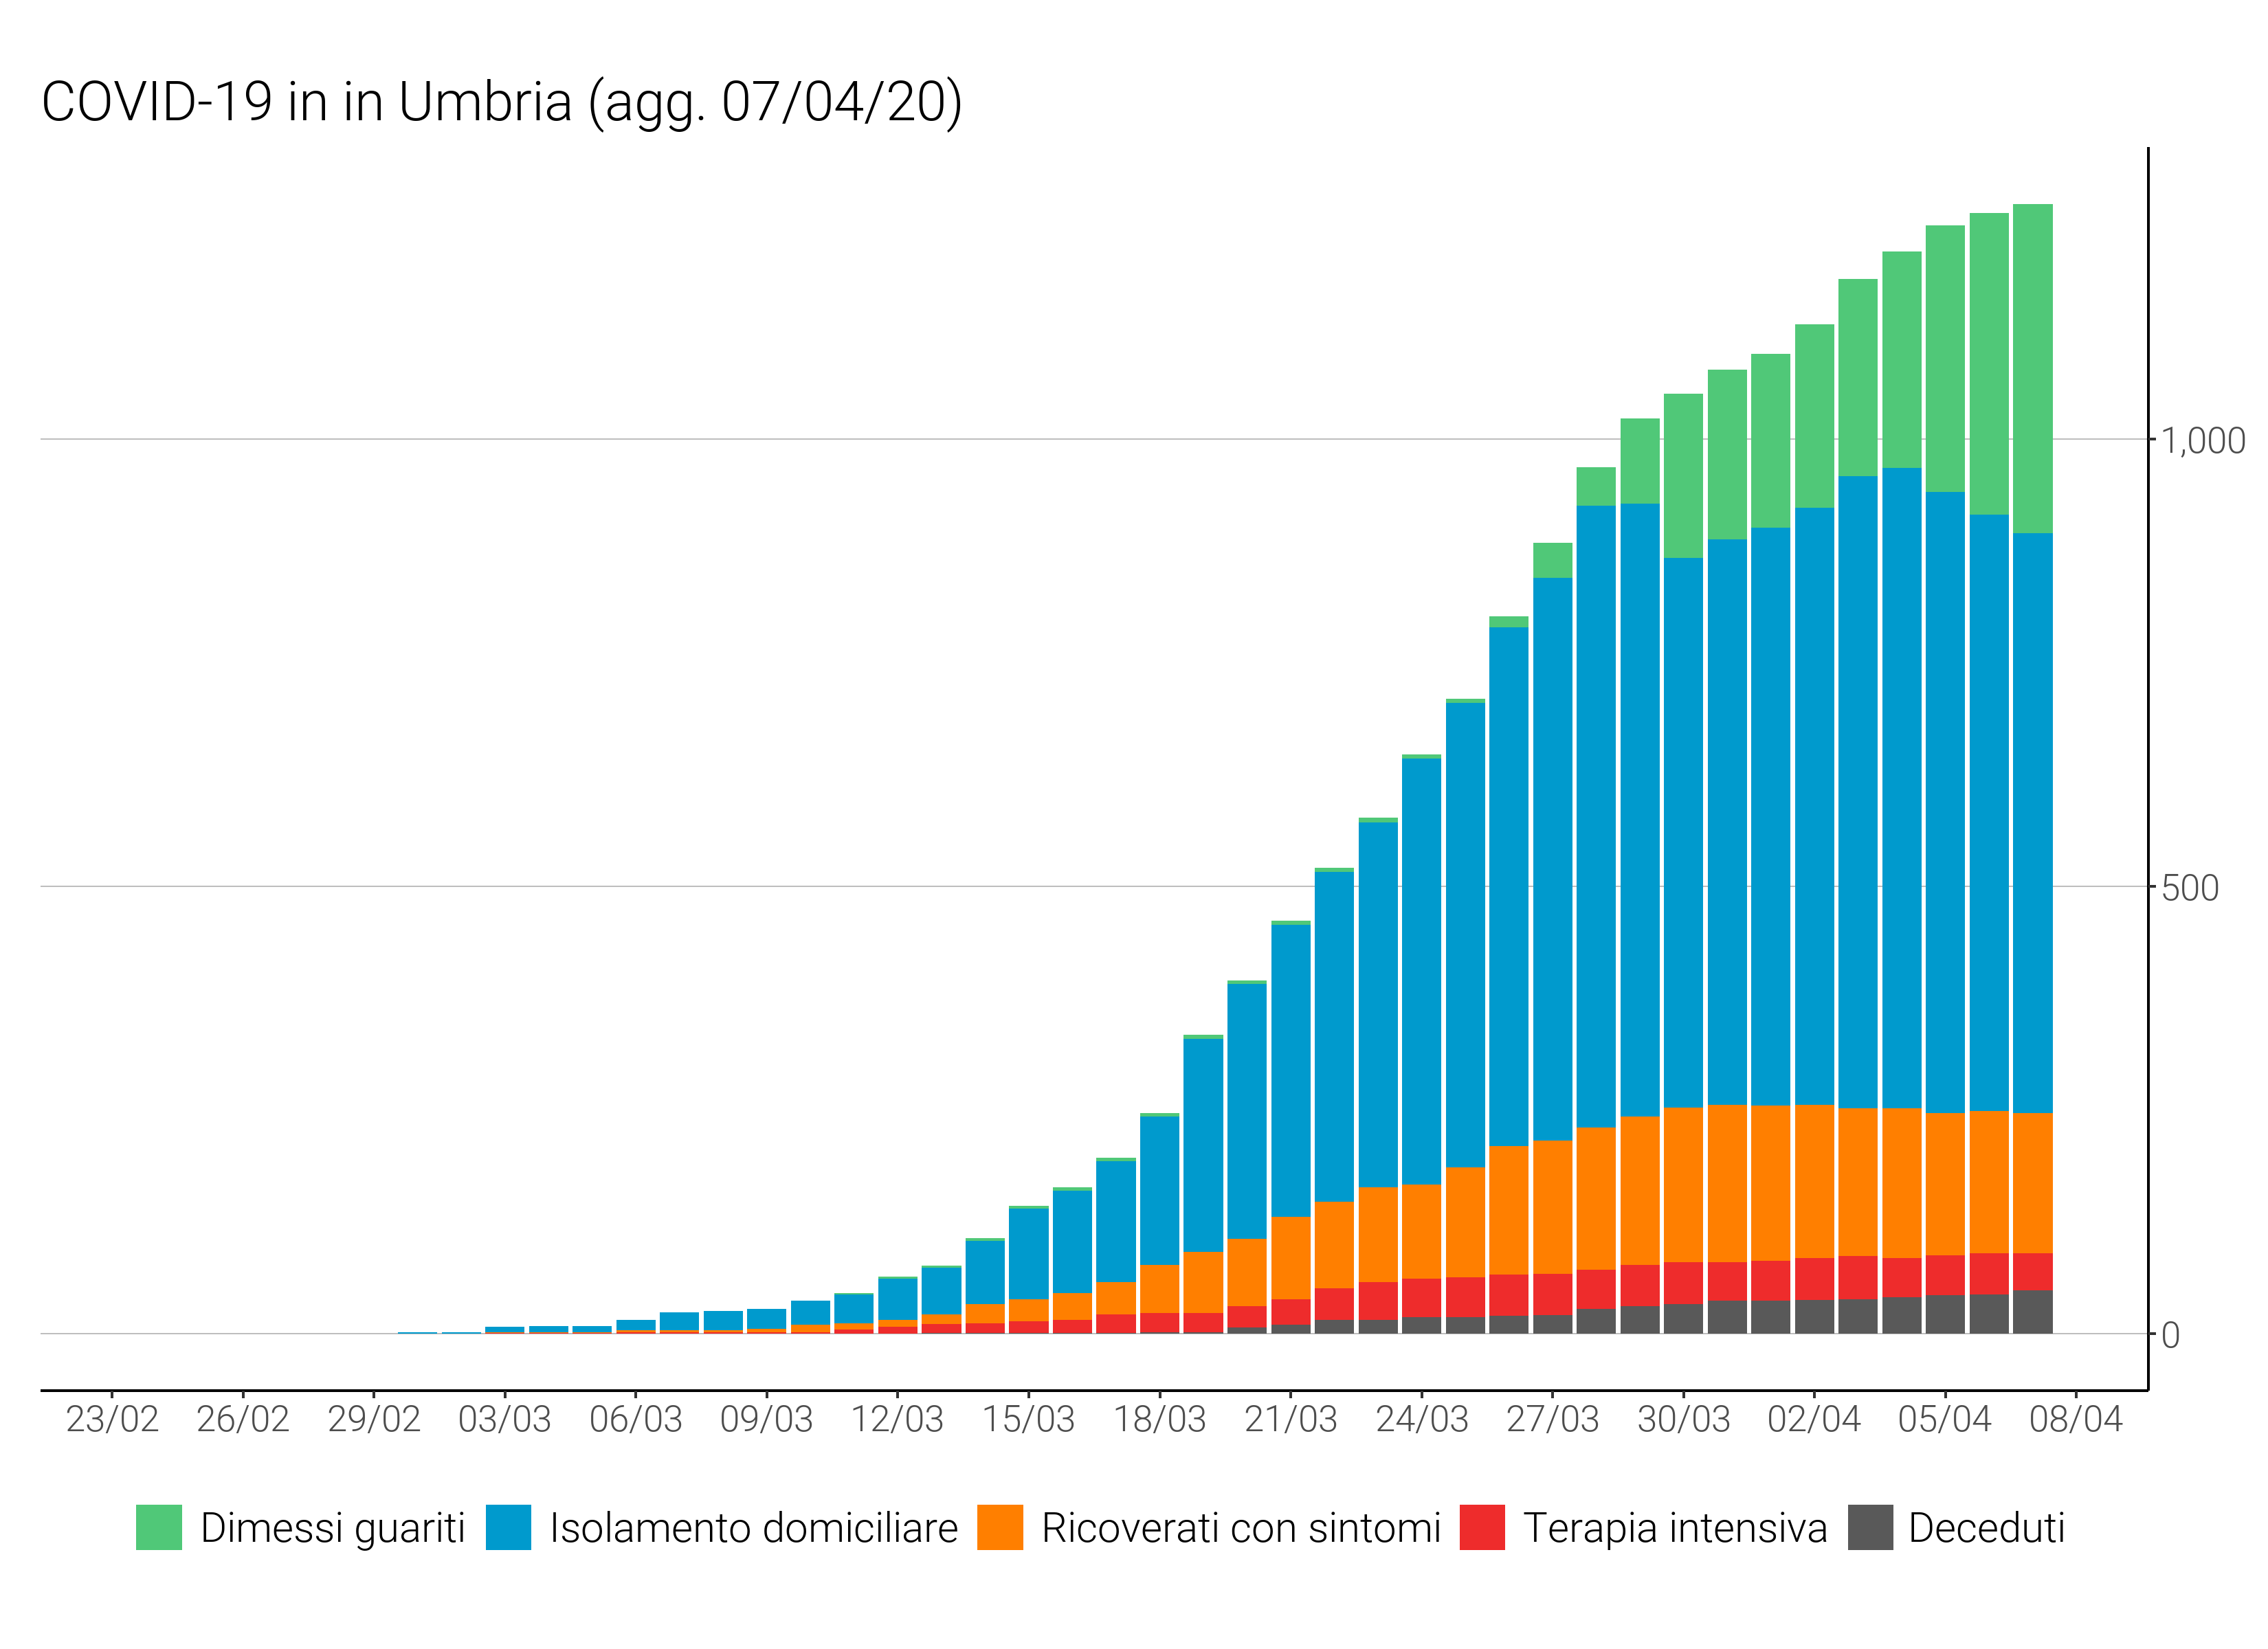 COVID-19 in in Umbria (agg. 07/04/20)
1,000
500
0
23/02 26/02 29/02 03/03 06/03 09/03 12/03 15/03 18/03 21/03 24/03 27/03 30/03 02/04 05/04 08/04
Dimessi guariti Isolamento domiciliare Ricoverati con sintomi Terapia intensiva Deceduti